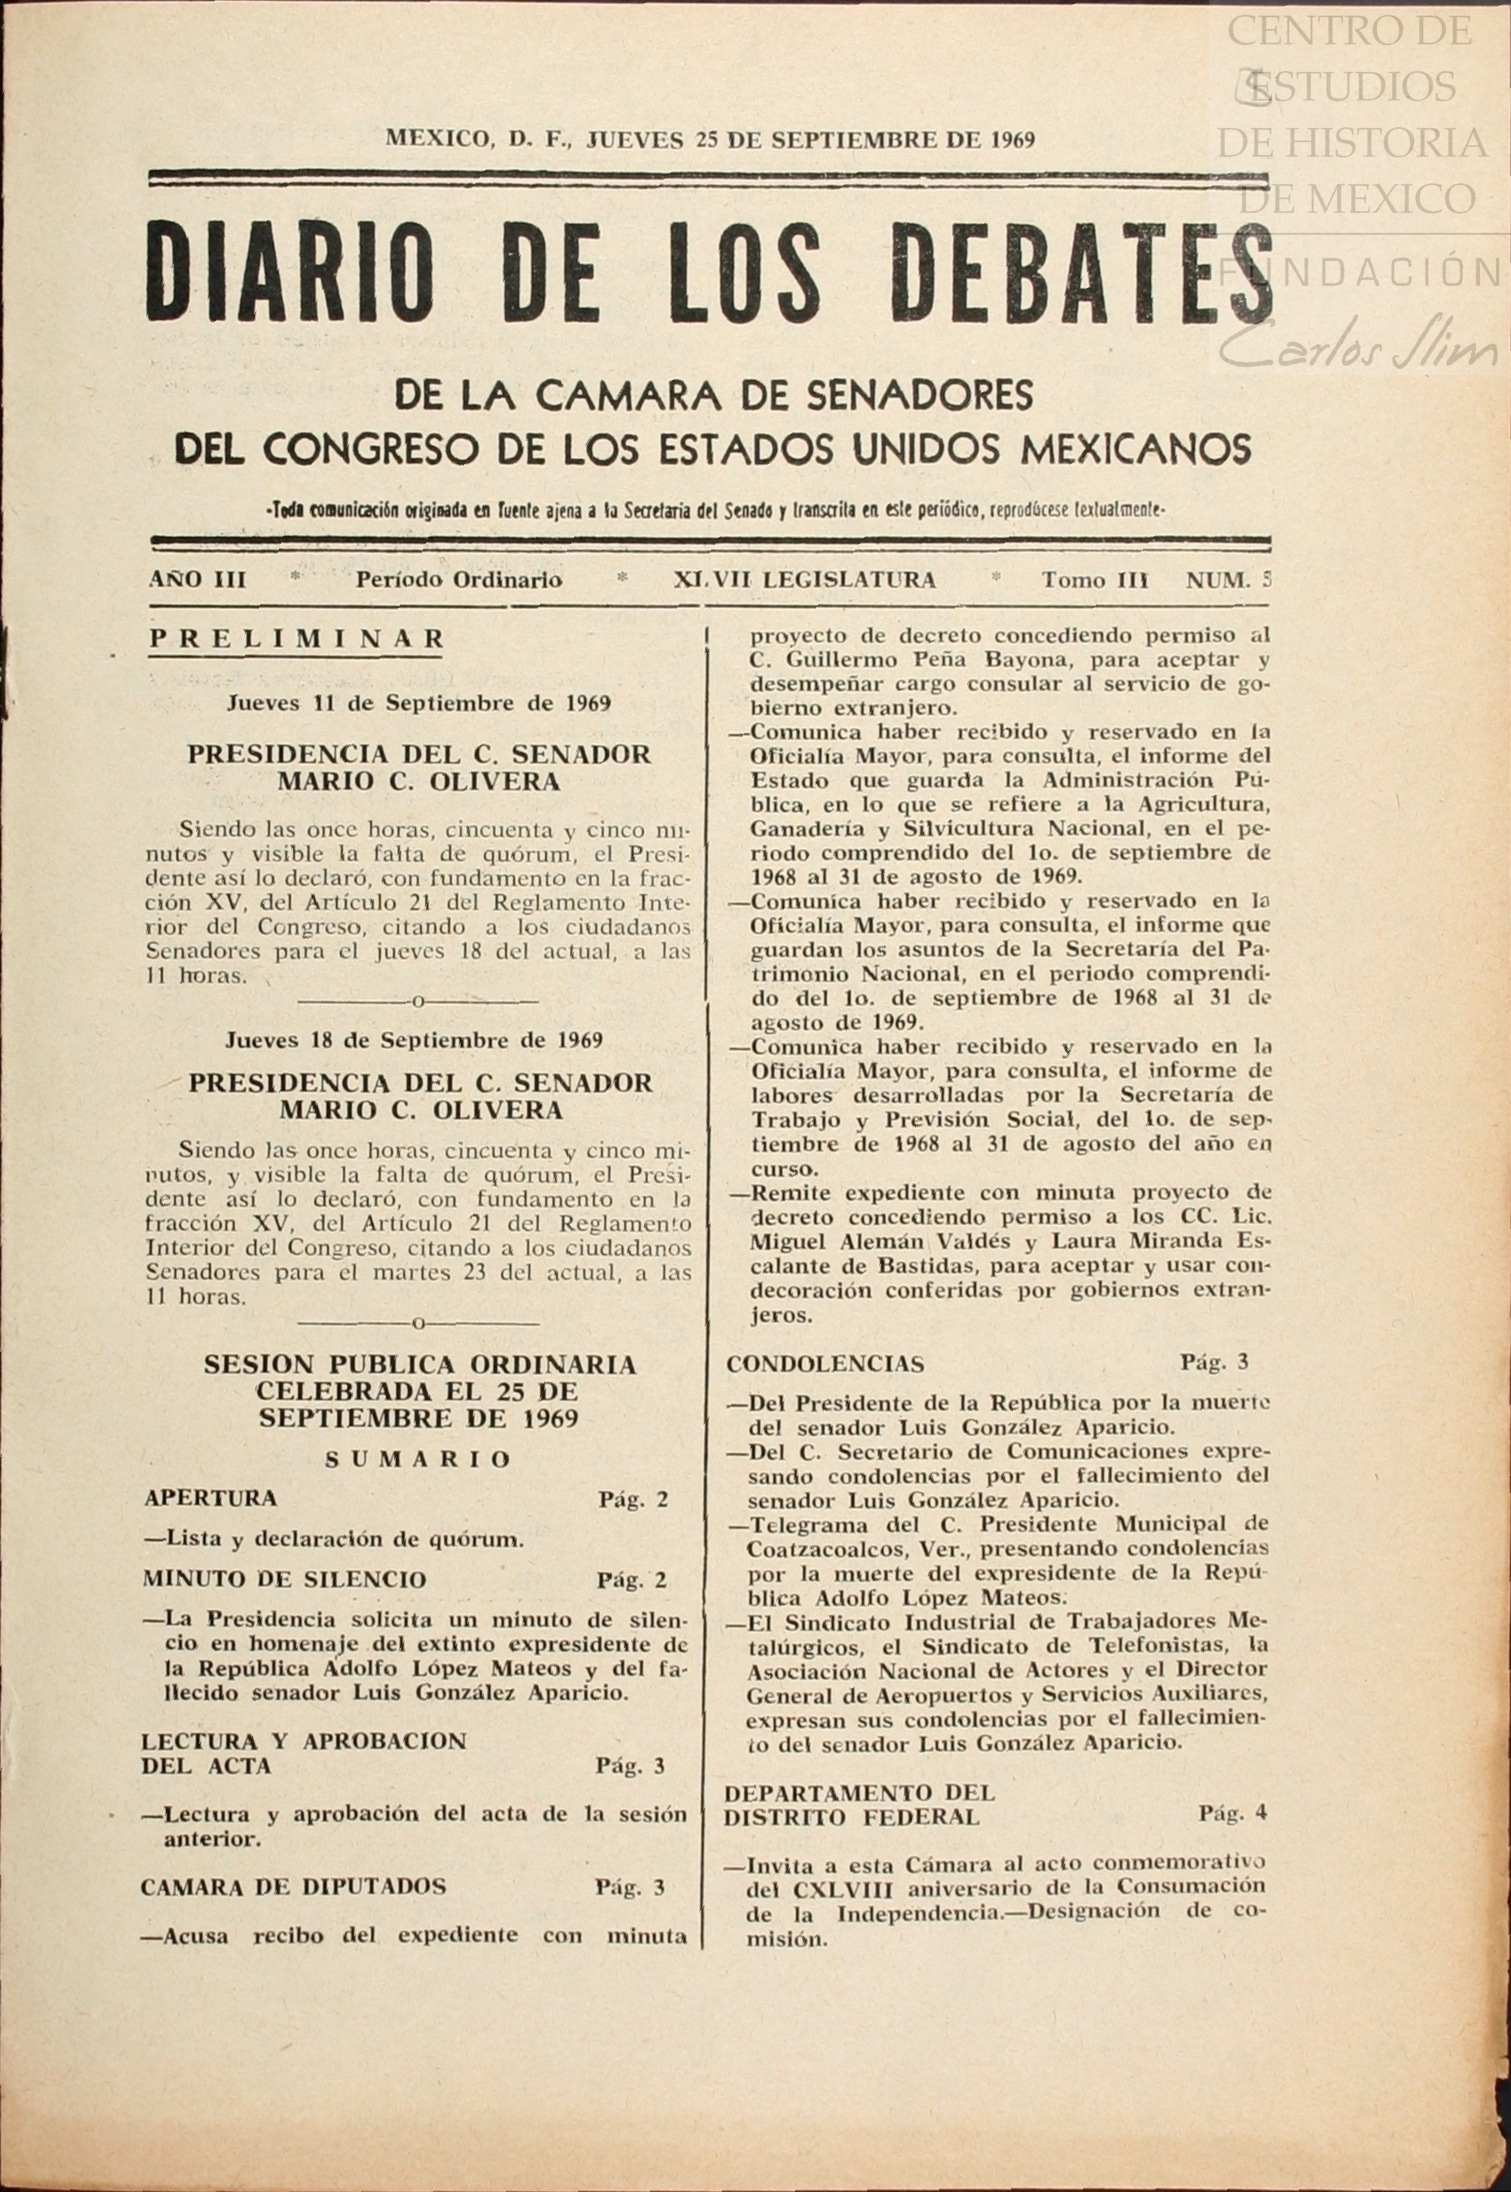 CENTRO DE
ESTUDIOS
DE HISTORIA
DE MEXICO
FUNDACIÓN
Carlos Slim
MEXICO, D. F., JUEVES 25 DE SEPTIEMBRE DE 1969
DIARIO DE LOS DEBATES
DE LA CAMARA DE SENADORES
DEL CONGRESO DE LOS ESTADOS UNIDOS MEXICANOS
-Toda comunicación originada en fuente ajena a la Secretaría del Senado y transcrita en este periódico, reprodúcese textualmente-
AÑO III * Período Ordinario * XLVII LEGISLATURA * Tomo III NUM. 5
PRELIMINAR
Jueves 11 de Septiembre de 1969
PRESIDENCIA DEL C. SENADOR
MARIO C. OLIVERA
Siendo las once horas, cincuenta y cinco mi-
nutos y visible la falta de quórum, el Presi-
dente así lo declaró, con fundamento en la frac-
ción XV, del Artículo 21 del Reglamento Inte-
rior del Congreso, citando a los ciudadanos
Senadores para el jueves 18 del actual, a las
11 horas.
———o———
Jueves 18 de Septiembre de 1969
PRESIDENCIA DEL C. SENADOR
MARIO C. OLIVERA
Siendo las once horas, cincuenta y cinco mi-
nutos, y visible la falta de quórum, el Presi-
dente así lo declaró, con fundamento en la
fracción XV, del Artículo 21 del Reglamento
Interior del Congreso, citando a los ciudadanos
Senadores para el martes 23 del actual, a las
11 horas.
———o———
SESION PUBLICA ORDINARIA
CELEBRADA EL 25 DE
SEPTIEMBRE DE 1969
SUMARIO
APERTURA Pág. 2
—Lista y declaración de quórum.
MINUTO DE SILENCIO Pág. 2
—La Presidencia solicita un minuto de silen-
cio en homenaje del extinto expresidente de
la República Adolfo López Mateos y del fa-
llecido senador Luis González Aparicio.
LECTURA Y APROBACION
DEL ACTA Pág. 3
—Lectura y aprobación del acta de la sesión
anterior.
CAMARA DE DIPUTADOS Pág. 3
—Acusa recibo del expediente con minuta
proyecto de decreto concediendo permiso al
C. Guillermo Peña Bayona, para aceptar y
desempeñar cargo consular al servicio de go-
bierno extranjero.
—Comunica haber recibido y reservado en la
Oficialía Mayor, para consulta, el informe del
Estado que guarda la Administración Pú-
blica, en lo que se refiere a la Agricultura,
Ganadería y Silvicultura Nacional, en el pe-
riodo comprendido del 1o. de septiembre de
1968 al 31 de agosto de 1969.
—Comunica haber recibido y reservado en la
Oficialía Mayor, para consulta, el informe que
guardan los asuntos de la Secretaría del Pa-
trimonio Nacional, en el periodo comprendi-
do del 1o. de septiembre de 1968 al 31 de
agosto de 1969.
—Comunica haber recibido y reservado en la
Oficialía Mayor, para consulta, el informe de
labores desarrolladas por la Secretaría de
Trabajo y Previsión Social, del 1o. de sep-
tiembre de 1968 al 31 de agosto del año en
curso.
—Remite expediente con minuta proyecto de
decreto concediendo permiso a los CC. Lic.
Miguel Alemán Valdés y Laura Miranda Es-
calante de Bastidas, para aceptar y usar con-
decoración conferidas por gobiernos extran-
jeros.
CONDOLENCIAS Pág. 3
—Del Presidente de la República por la muerte
del senador Luis González Aparicio.
—Del C. Secretario de Comunicaciones expre-
sando condolencias por el fallecimiento del
senador Luis González Aparicio.
—Telegrama del C. Presidente Municipal de
Coatzacoalcos, Ver., presentando condolencias
por la muerte del expresidente de la Repú-
blica Adolfo López Mateos.
—El Sindicato Industrial de Trabajadores Me-
talúrgicos, el Sindicato de Telefonistas, la
Asociación Nacional de Actores y el Director
General de Aeropuertos y Servicios Auxiliares,
expresan sus condolencias por el fallecimien-
to del senador Luis González Aparicio.
DEPARTAMENTO DEL
DISTRITO FEDERAL Pág. 4
—Invita a esta Cámara al acto conmemorativo
del CXLVIII aniversario de la Consumación
de la Independencia.—Designación de co-
misión.